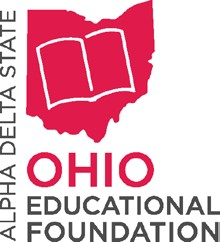 ALPHA DELTA STATE
OHIO
EDUCATIONAL
FOUNDATION